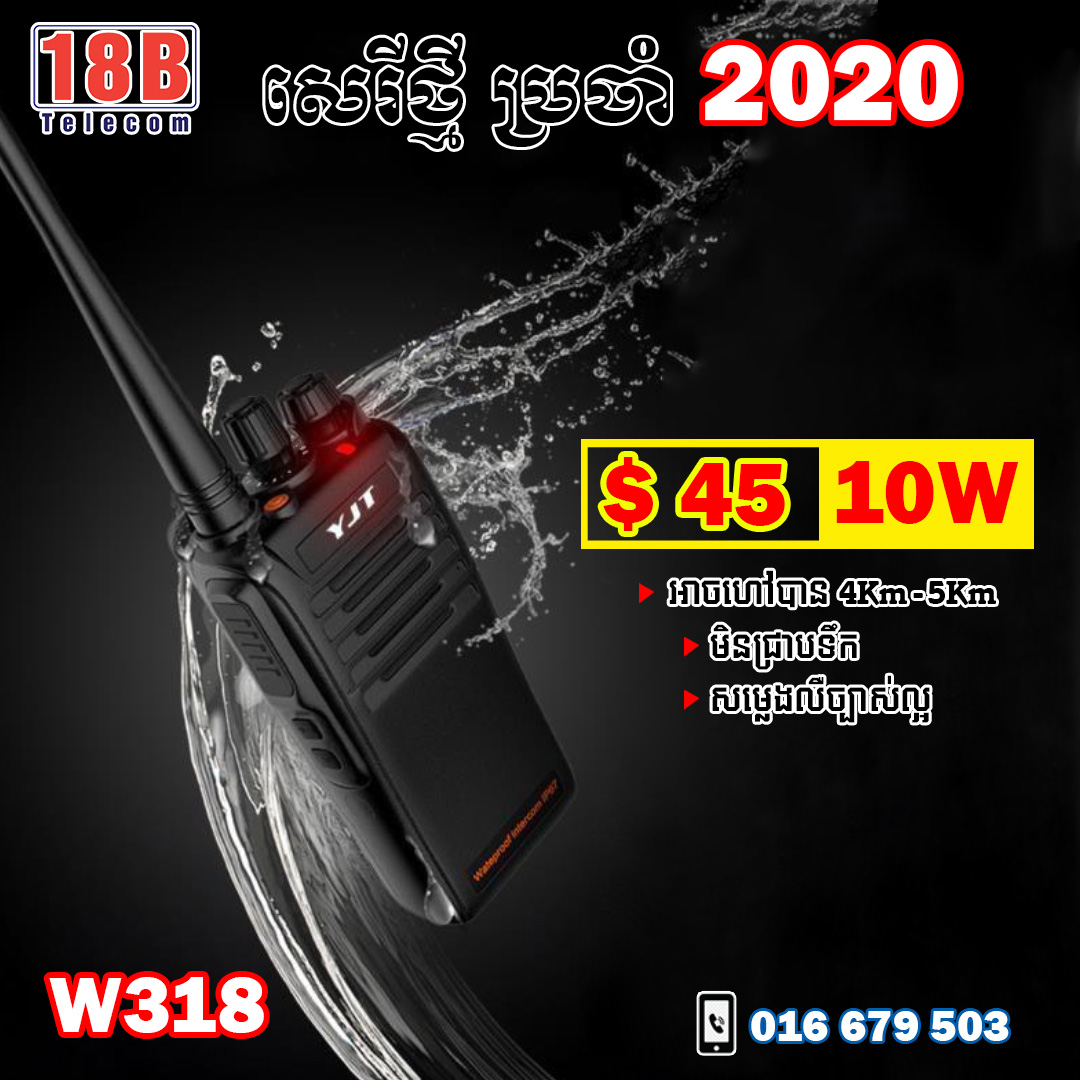 18B
Telecom
សេរីថ្មី ប្រចាំ 2020
YJT
$ 45 10W
អាចហៅបាន 4Km-5Km
មិនជ្រាបទឹក
សម្លេងលឺច្បាស់ល្អ
Wateproof intercom IP67
W318
016 679 503